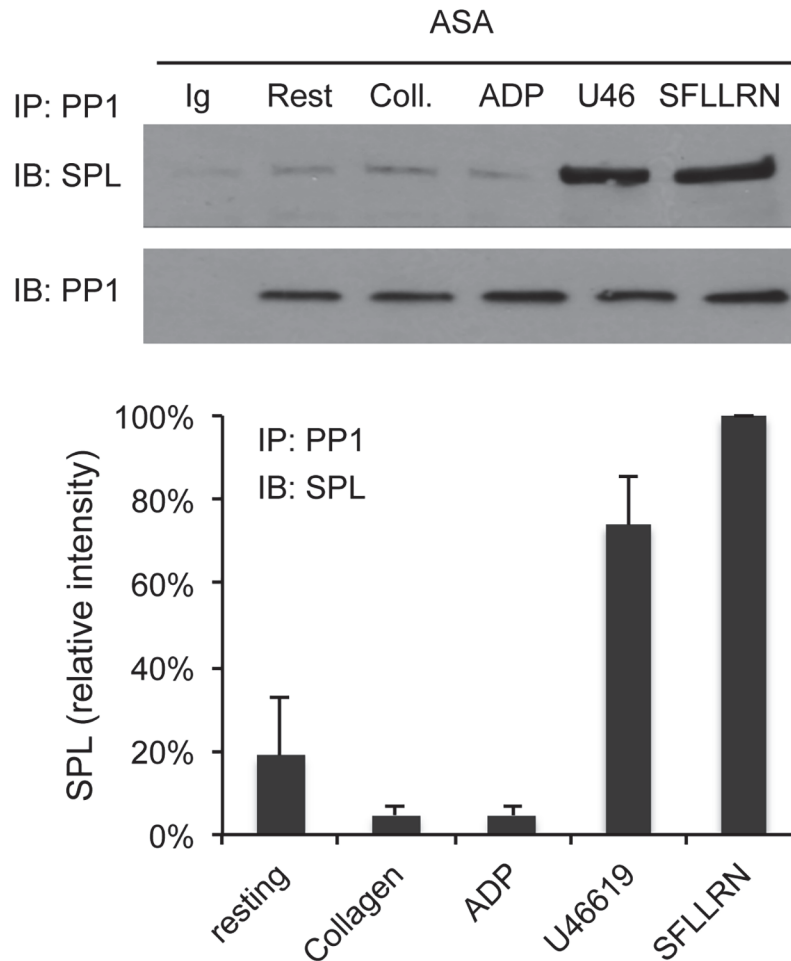 ASA
IP: PP1 Ig Rest Coll. ADP U46 SFLLRN
IB: SPL
IB: PP1
SPL (relative intensity)
100%
80%
60%
40%
20%
0%
IP: PP1
IB: SPL
resting
Collagen
ADP
U46619
SFLLRN